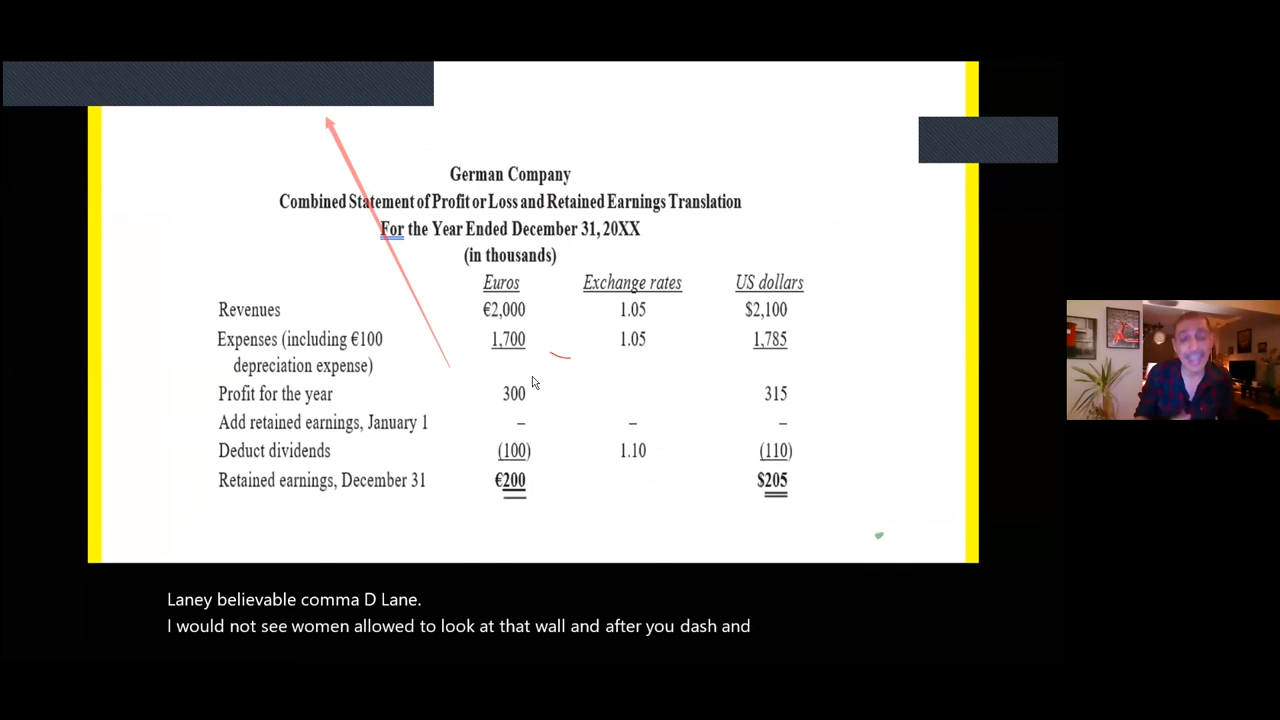 German Company
Combined Statement of Profit or Loss and Retained Earnings Translation
For the Year Ended December 31, 20XX
(in thousands)
Euros Exchange rates US dollars
Revenues €2,000 1.05 $2,100
Expenses (including €100 1,700 1.05 1,785
depreciation expense)
Profit for the year 300 315
Add retained earnings, January 1 – – –
Deduct dividends (100) 1.10 (110)
Retained earnings, December 31 €200 $205
Laney believable comma D Lane.
I would not see women allowed to look at that wall and after you dash and